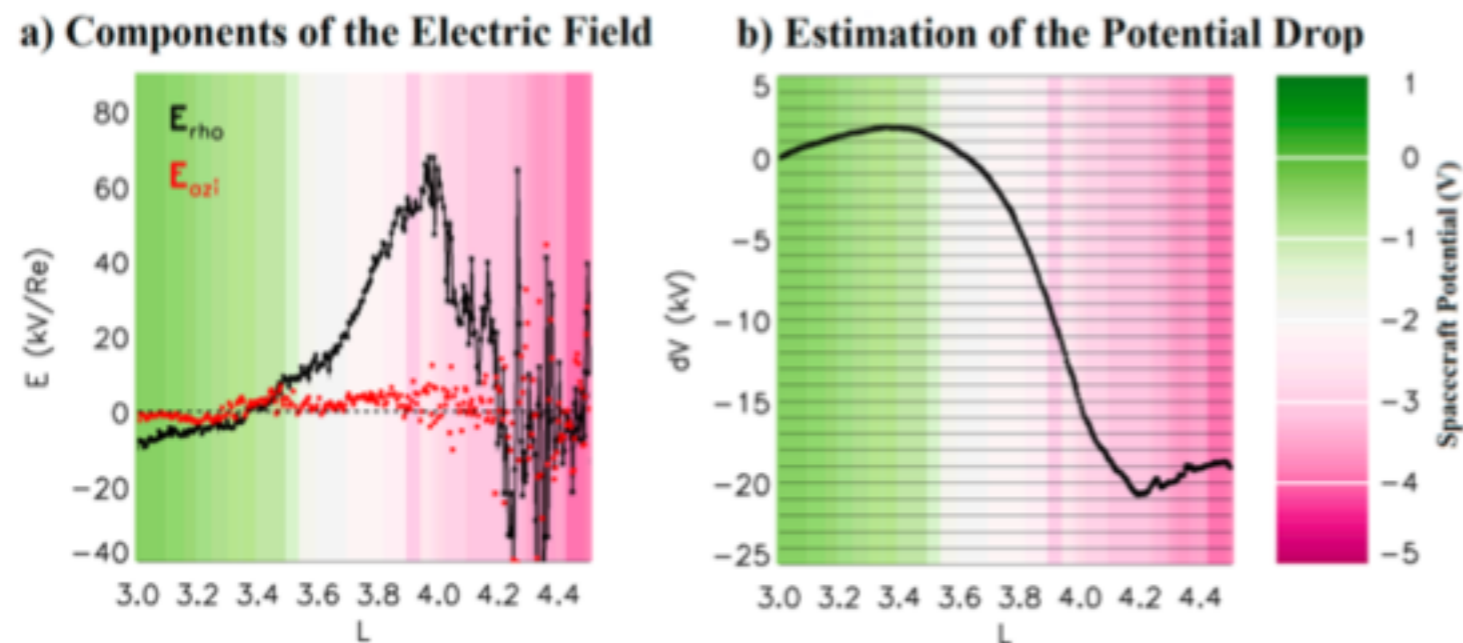 a) Components of the Electric Field
E (kV/Re)
80
60
40
20
0
−20
−40
E rho
E azi
3.0 3.2 3.4 3.6 3.8 4.0 4.2 4.4
L
b) Estimation of the Potential Drop
dV (kV)
5
0
−5
−10
−15
−20
−25
3.0 3.2 3.4 3.6 3.8 4.0 4.2 4.4
L
1
0
−1
−2
−3
−4
−5
Spacecraft Potential (V)